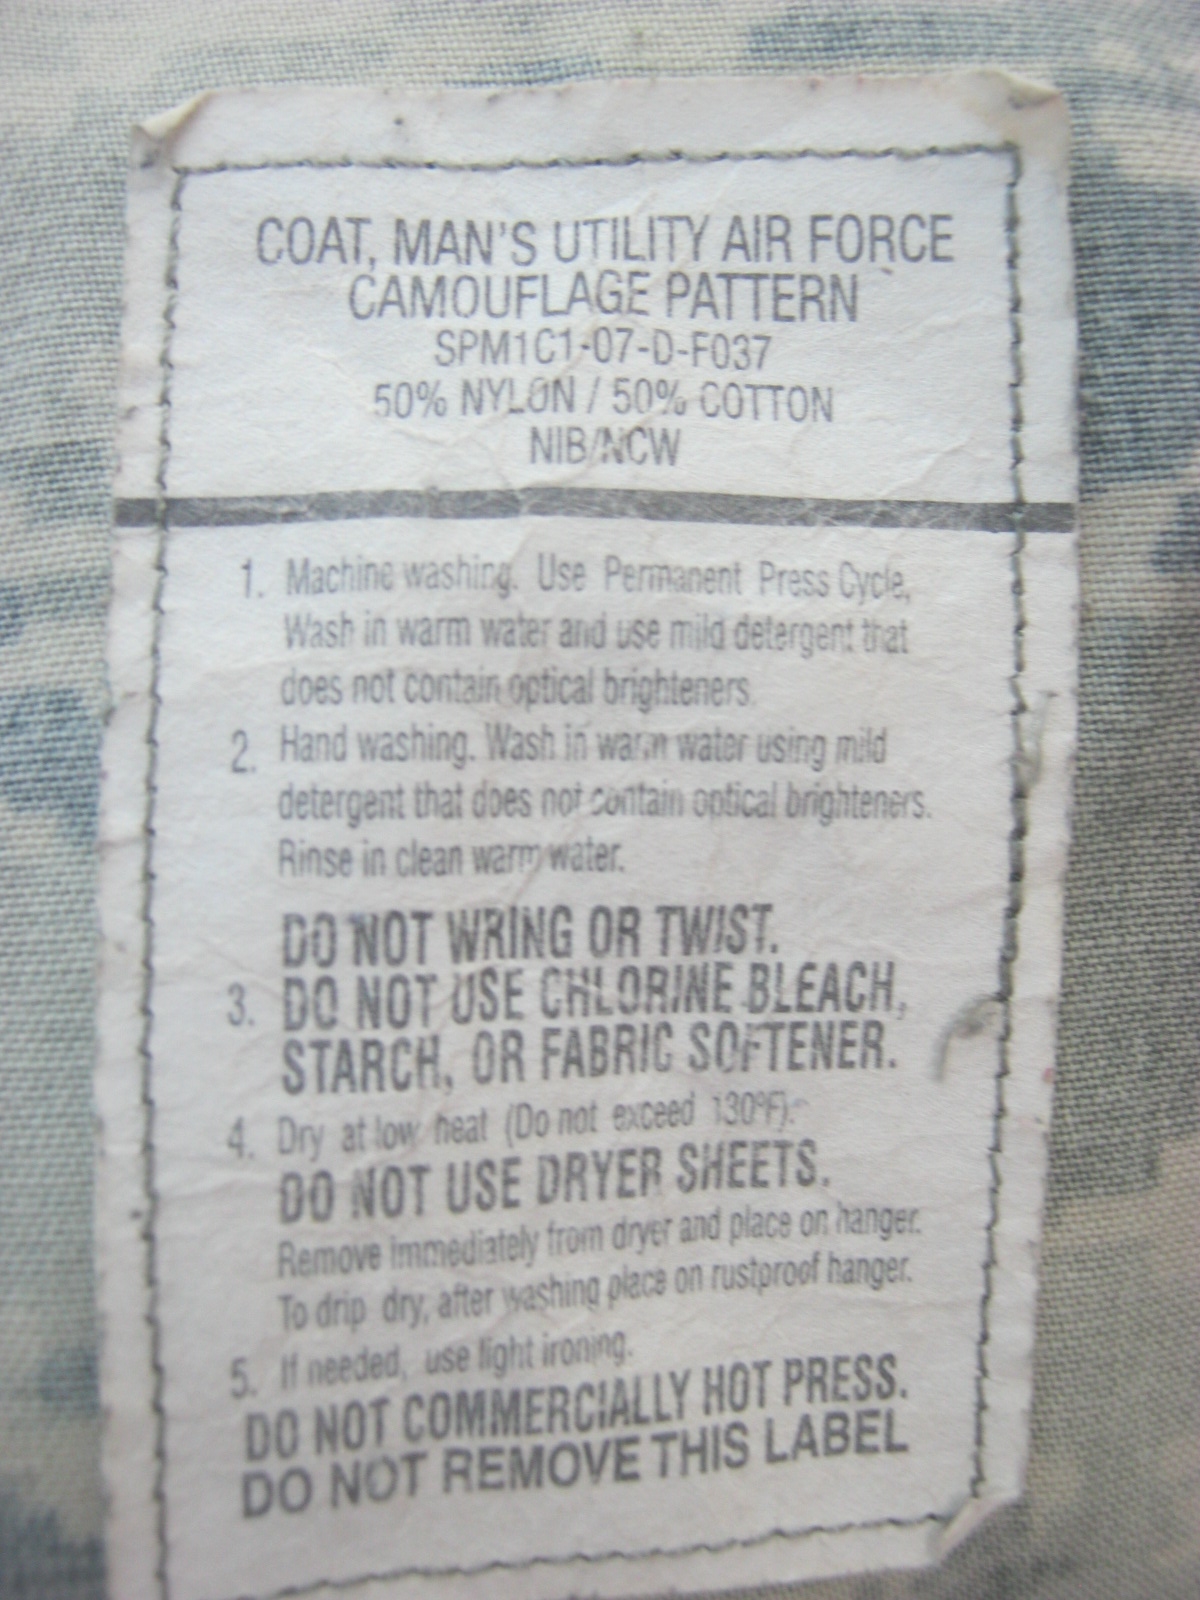 COAT, MAN'S UTILITY AIR FORCE
CAMOUFLAGE PATTERN
SPM1C1-07-D-F037
50% NYLON / 50% COTTON
NIB/NCW
1. Machine washing. Use Permanent Press Cycle,
Wash in warm water and use mild detergent that
does not contain optical brighteners.
2. Hand washing. Wash in warm water using mild
detergent that does not contain optical brighteners.
Rinse in clean warm water.
DO NOT WRING OR TWIST.
3. DO NOT USE CHLORINE BLEACH,
STARCH, OR FABRIC SOFTENER.
4. Dry at low heat (Do not exceed 130°F).
DO NOT USE DRYER SHEETS.
Remove immediately from dryer and place on hanger.
To drip dry, after washing place on rustproof hanger.
5. If needed, use light ironing.
DO NOT COMMERCIALLY HOT PRESS.
DO NOT REMOVE THIS LABEL